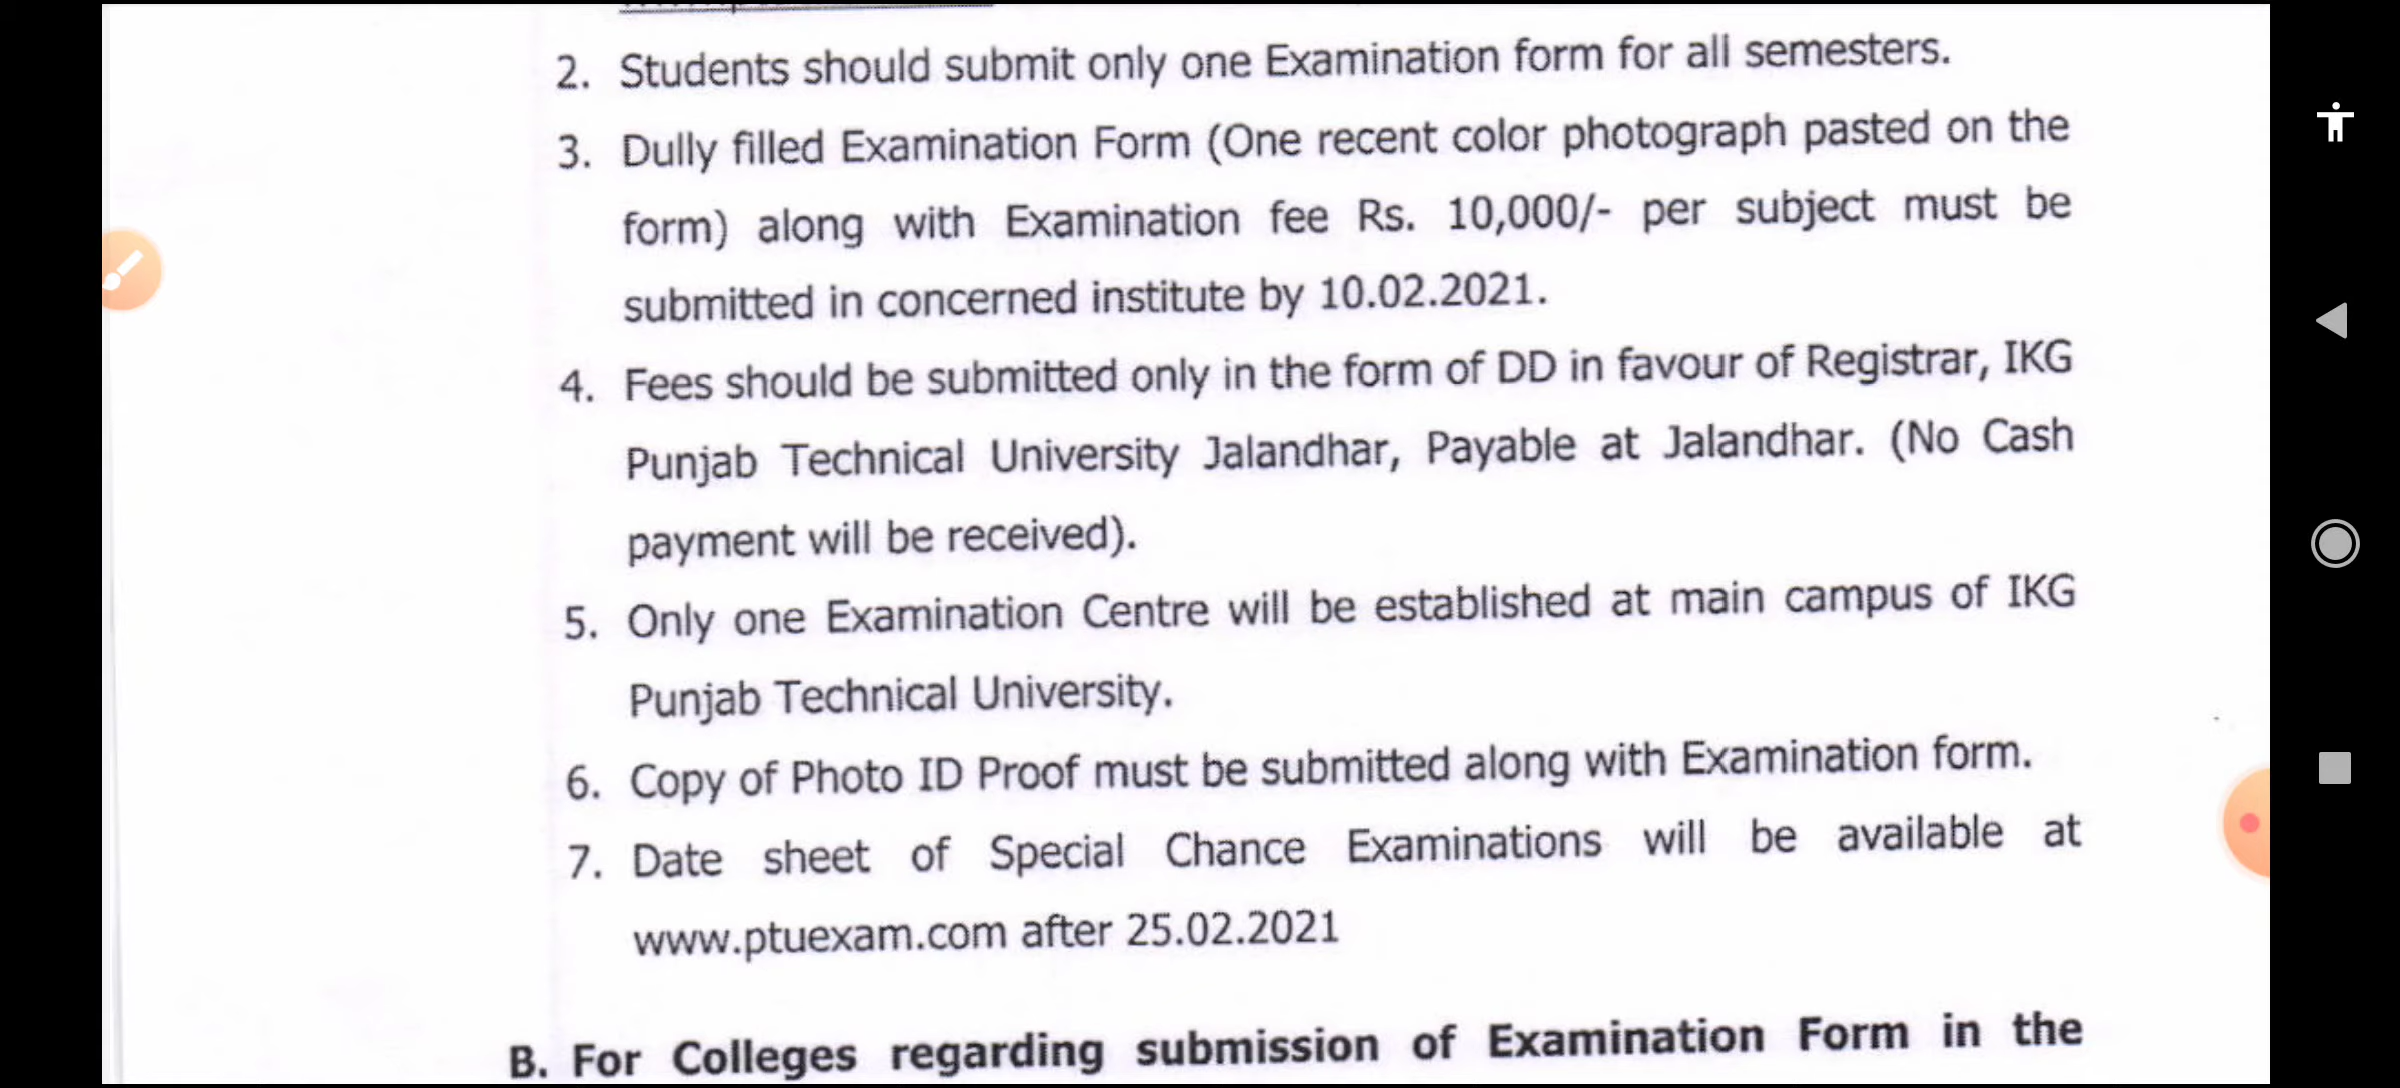 2. Students should submit only one Examination form for all semesters.
3. Dully filled Examination Form (One recent color photograph pasted on the
form) along with Examination fee Rs. 10,000/- per subject must be
submitted in concerned institute by 10.02.2021.
4. Fees should be submitted only in the form of DD in favour of Registrar, IKG
Punjab Technical University Jalandhar, Payable at Jalandhar. (No Cash
payment will be received).
5. Only one Examination Centre will be established at main campus of IKG
Punjab Technical University.
6. Copy of Photo ID Proof must be submitted along with Examination form.
7. Date sheet of Special Chance Examinations will be available at
www.ptuexam.com after 25.02.2021
B. For Colleges regarding submission of Examination Form in the